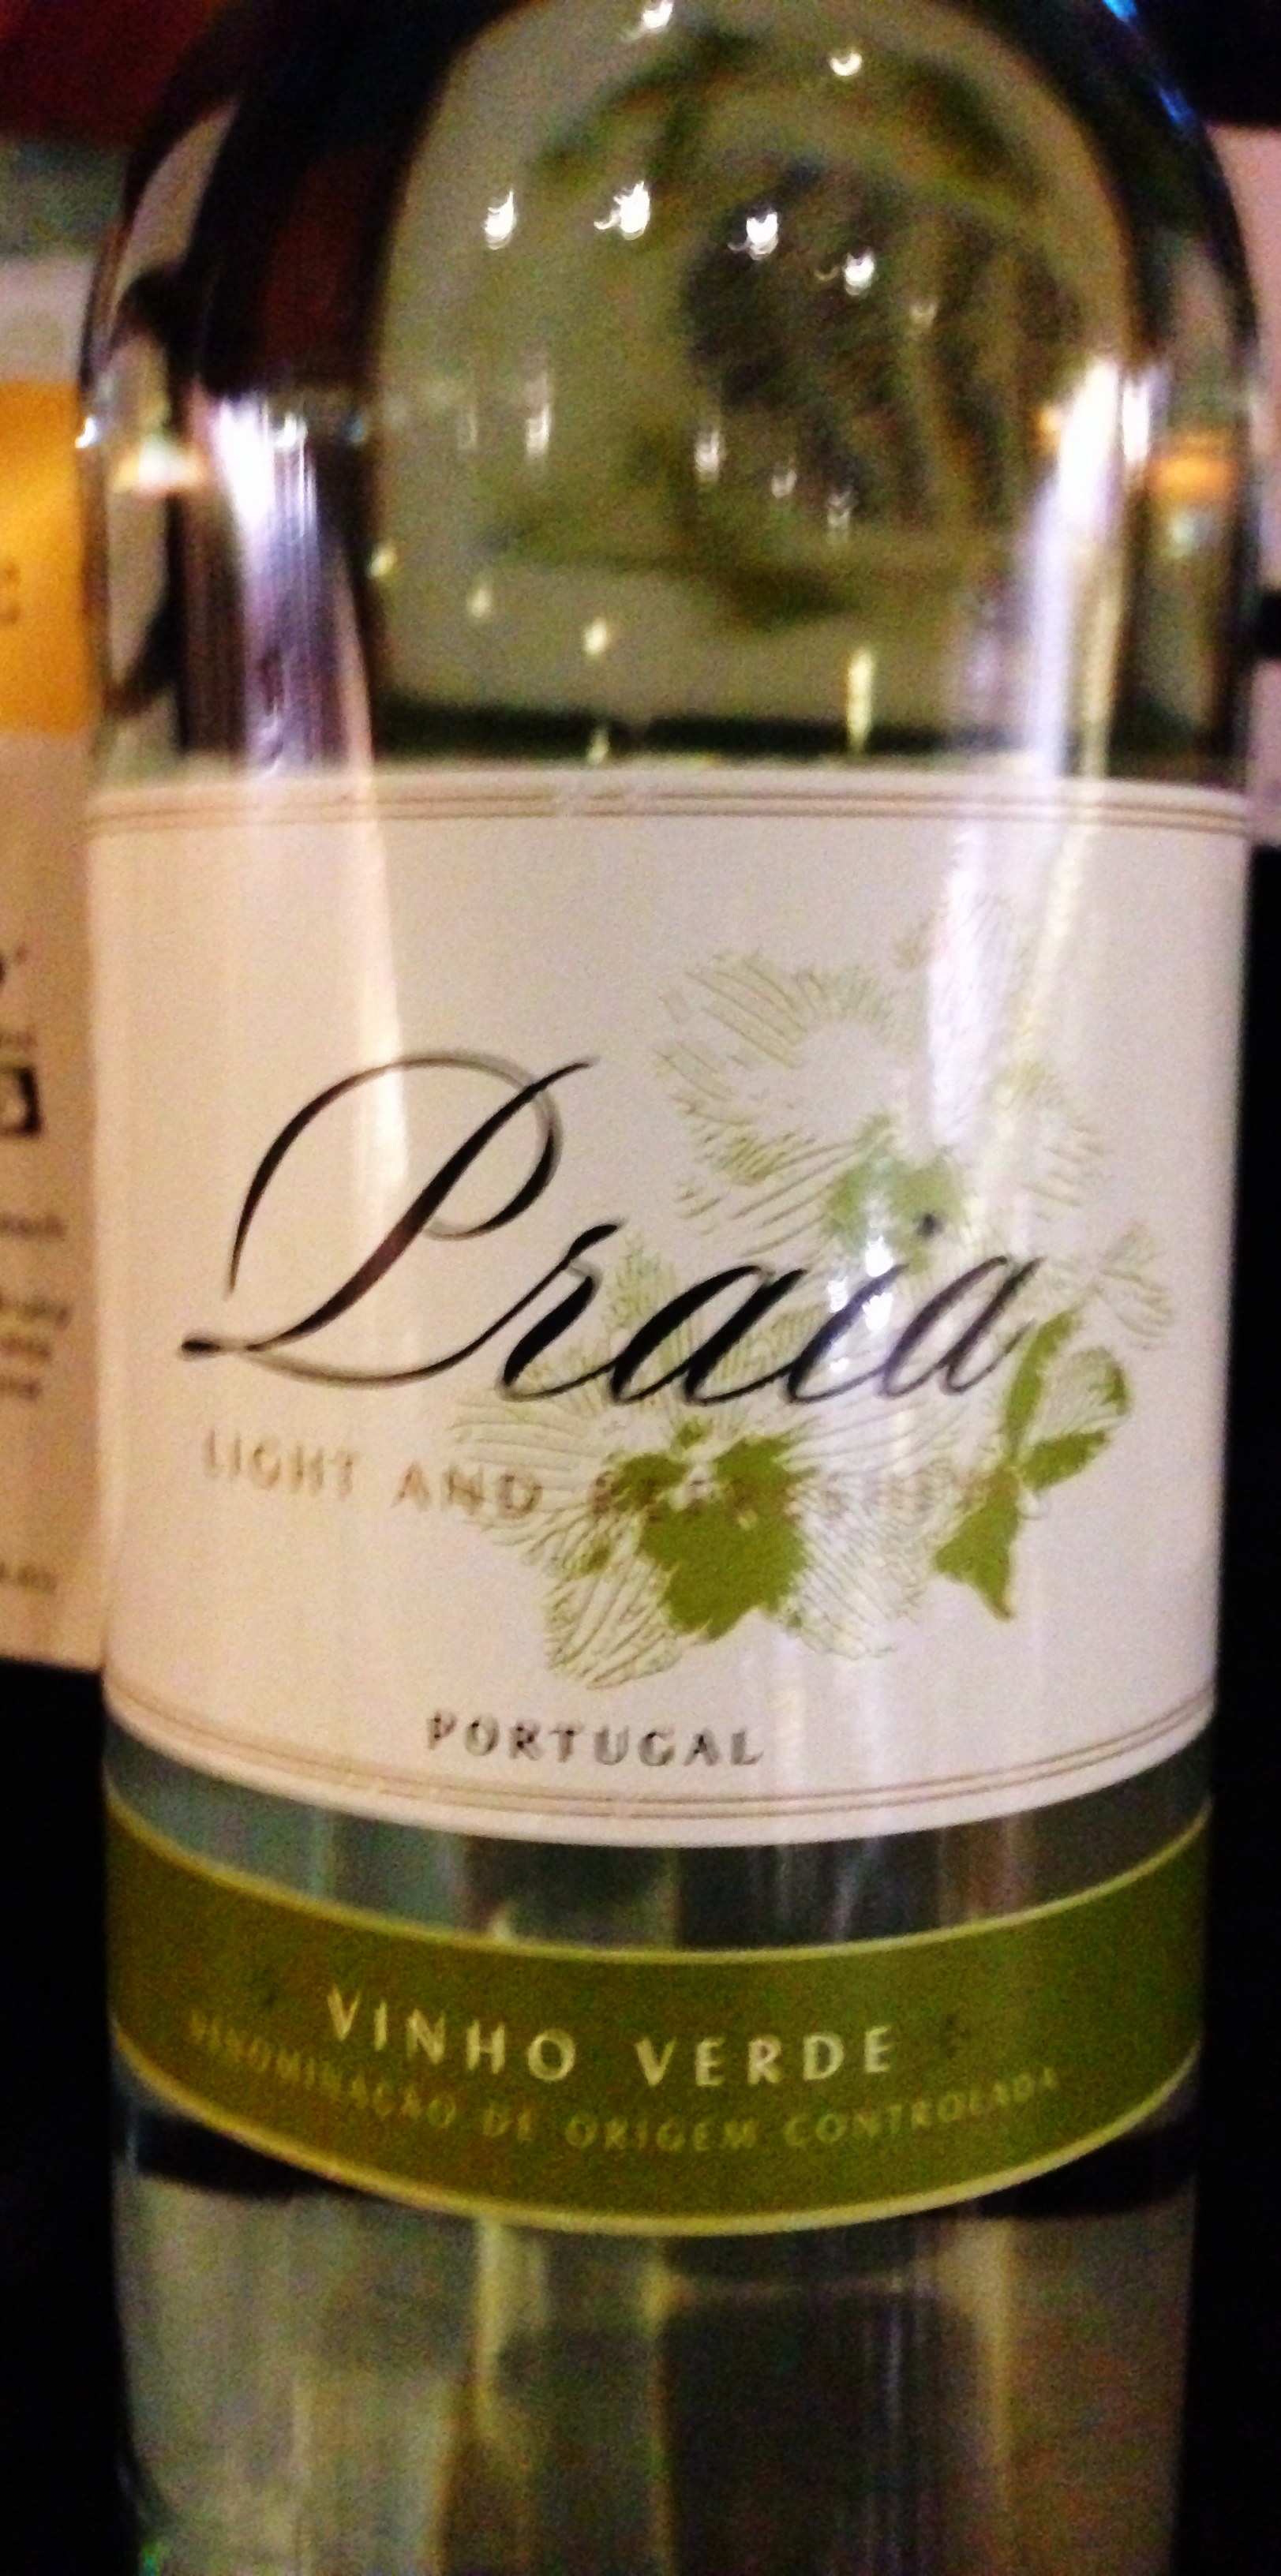 Praia
LIGHT AND
PORTUGAL
VINHO VERDE
DENOMINAÇÃO DE ORIGEM CONTROLADA